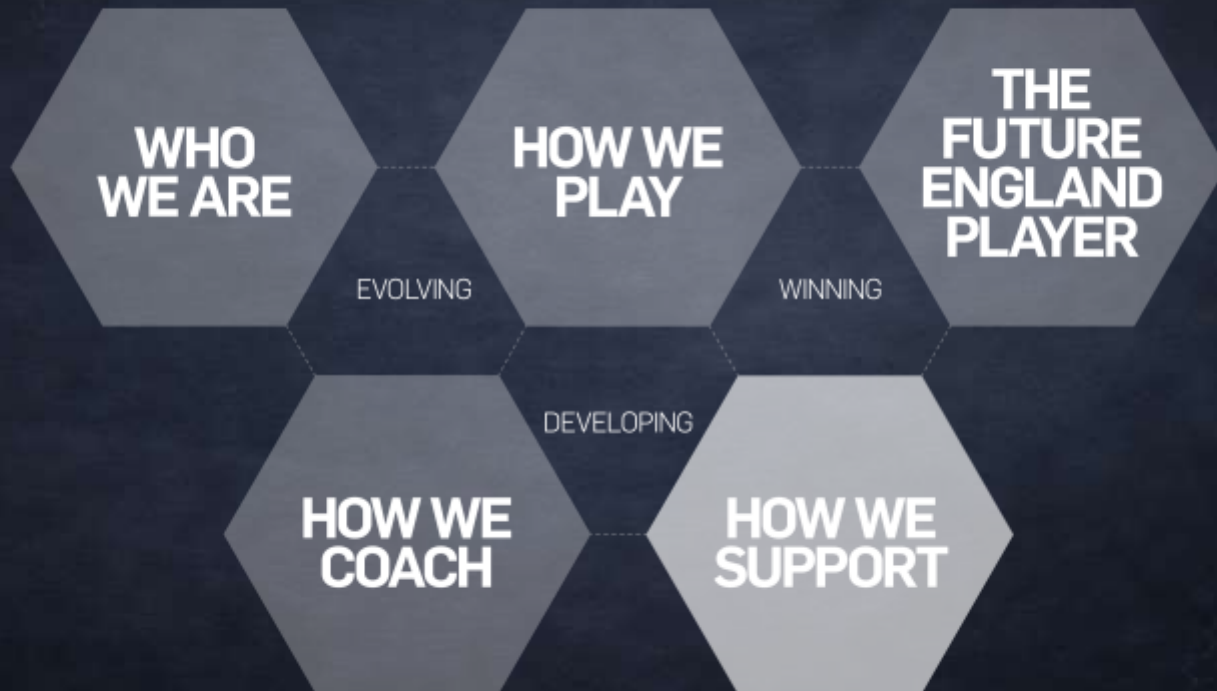 WHO
WE ARE
HOW WE
PLAY
THE
FUTURE
ENGLAND
PLAYER
EVOLVING
WINNING
DEVELOPING
HOW WE
COACH
HOW WE
SUPPORT